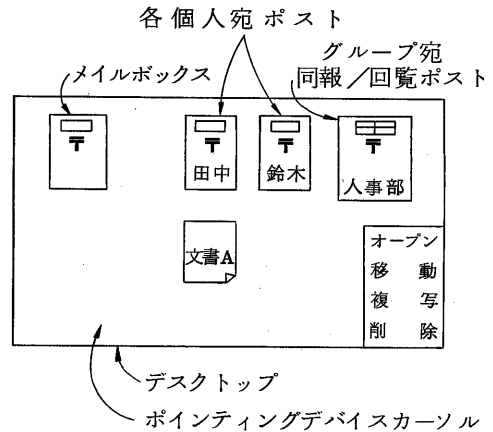 各個人宛ポスト
グループ宛
同報／回覧ポスト
メイルボックス
〒
〒
田中
〒
鈴木
〒
人事部
文書A
オープン
移動
複写
削除
デスクトップ
ポインティングデバイスカーソル